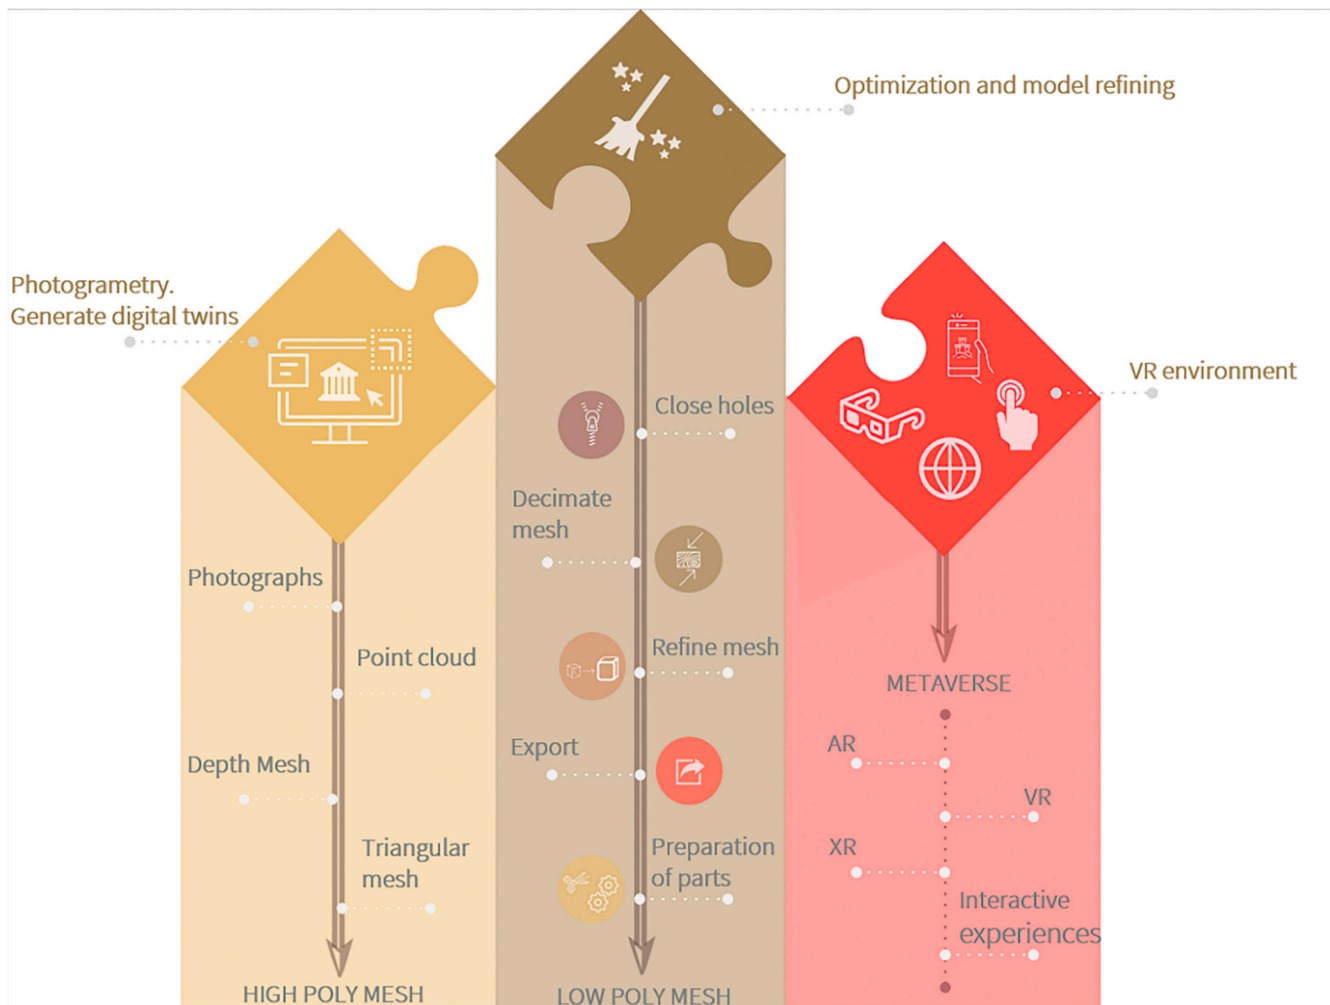 Photogrametry.
Generate digital twins
Photographs
Point cloud
Depth Mesh
Triangular
mesh
HIGH POLY MESH
Optimization and model refining
Close holes
Decimate
mesh
Refine mesh
Export
Preparation
of parts
LOW POLY MESH
VR environment
METAVERSE
AR
VR
XR
Interactive
experiences